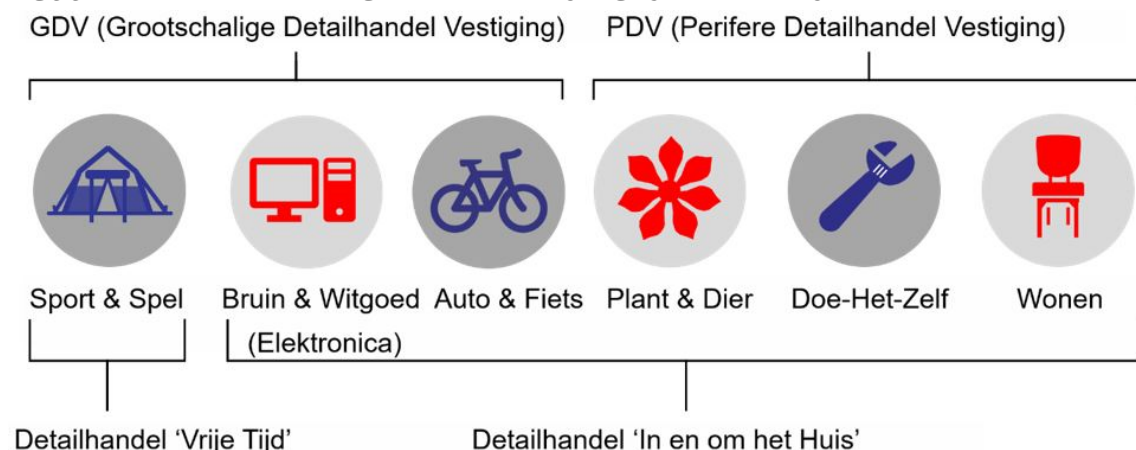 GDV (Grootschalige Detailhandel Vestiging) PDV (Perifere Detailhandel Vestiging)
Sport & Spel Bruin & Witgoed Auto & Fiets Plant & Dier Doe-Het-Zelf Wonen
(Elektronica)
Detailhandel ‘Vrije Tijd’ Detailhandel ‘In en om het Huis’